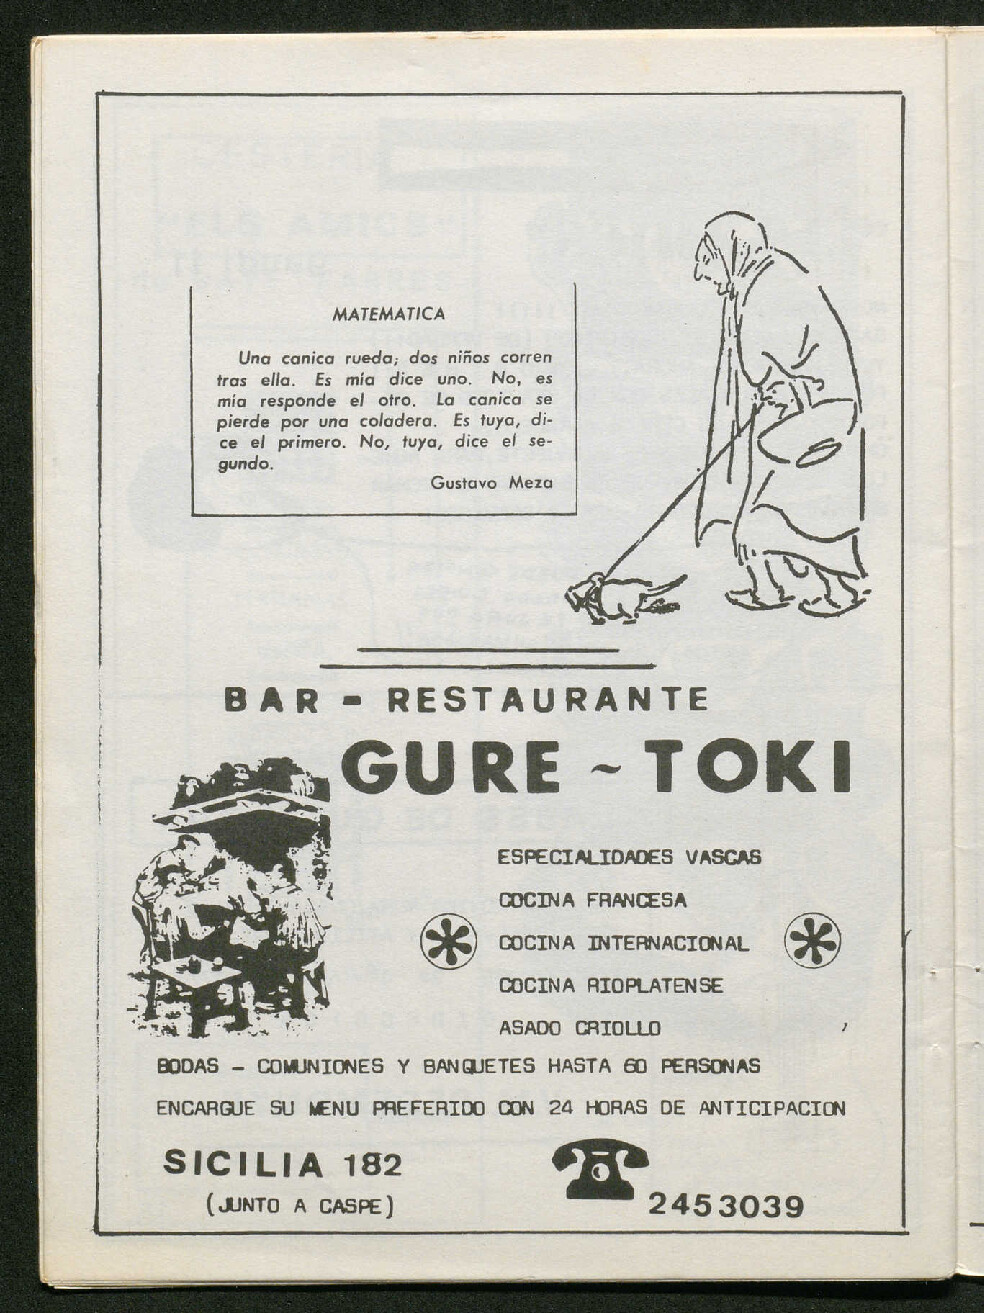 MATEMATICA
Una canica rueda; dos niños corren
tras ella. Es mía dice uno. No, es
mía responde el otro. La canica se
pierde por una coladera. Es tuya, di-
ce el primero. No, tuya, dice el se-
gundo.
Gustavo Meza
BAR - RESTAURANTE
GURE ~ TOKI
ESPECIALIDADES VASCAS
COCINA FRANCESA
COCINA INTERNACIONAL
COCINA RIOPLATENSE
ASADO CRIOLLO
BODAS - COMUNIONES Y BANQUETES HASTA 60 PERSONAS
ENCARGUE SU MENU PREFERIDO CON 24 HORAS DE ANTICIPACION
SICILIA 182
(JUNTO A CASPE)
2453039